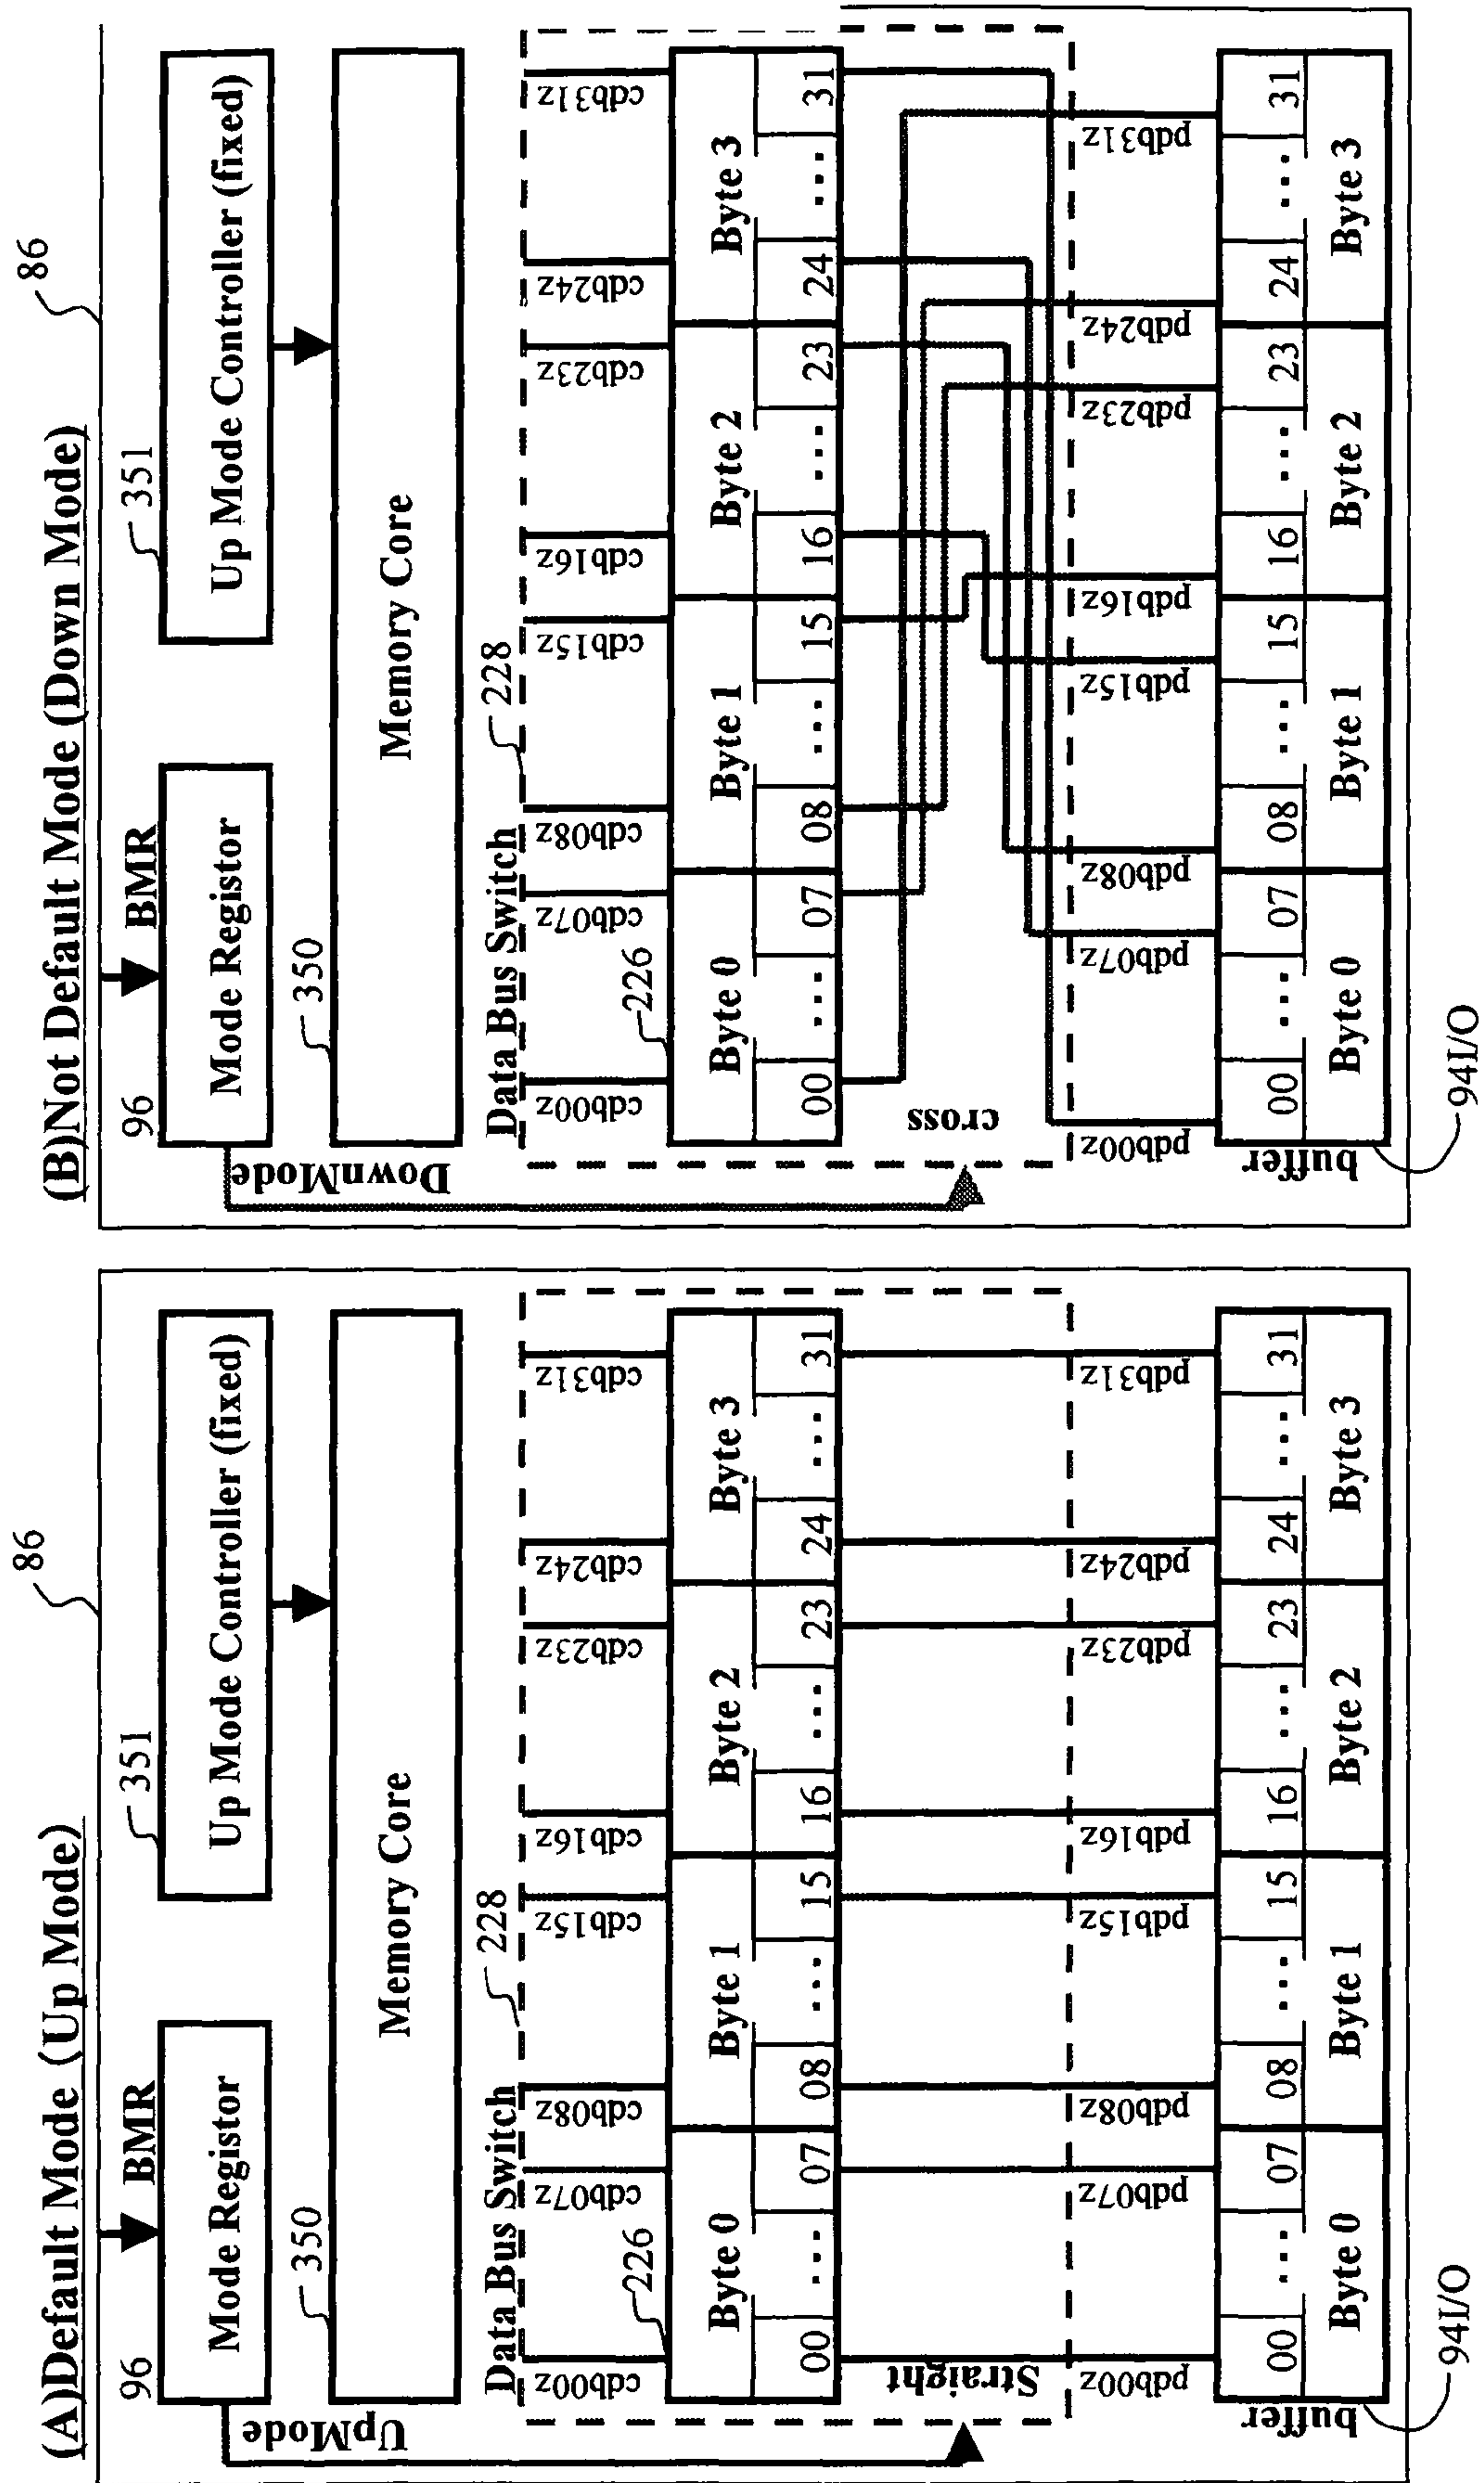 (A)Default Mode (Up Mode)
86
BMR
96
Mode Registor
351
Up Mode Controller (fixed)
UpMode
350
Memory Core
Data Bus Switch
228
cdb00z
cdb07z
cdb08z
cdb15z
cdb16z
cdb23z
cdb24z
cdb31z
226
Byte 0
Byte 1
Byte 2
Byte 3
00 ... 07 08 ... 15 16 ... 23 24 ... 31
Straight
pdb00z
pdb07z
pdb08z
pdb15z
pdb16z
pdb23z
pdb24z
pdb31z
00 ... 07 08 ... 15 16 ... 23 24 ... 31
Byte 0
Byte 1
Byte 2
Byte 3
buffer
94I/O
(B)Not Default Mode (Down Mode)
86
BMR
96
Mode Registor
351
Up Mode Controller (fixed)
DownMode
350
Memory Core
Data Bus Switch
228
cdb00z
cdb07z
cdb08z
cdb15z
cdb16z
cdb23z
cdb24z
cdb31z
226
Byte 0
Byte 1
Byte 2
Byte 3
00 ... 07 08 ... 15 16 ... 23 24 ... 31
cross
pdb00z
pdb07z
pdb08z
pdb15z
pdb16z
pdb23z
pdb24z
pdb31z
00 ... 07 08 ... 15 16 ... 23 24 ... 31
Byte 0
Byte 1
Byte 2
Byte 3
buffer
94I/O